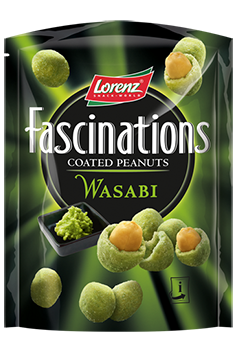 Lorenz
SNACK-WORLD
Fascinations
COATED PEANUTS
WASABI
i